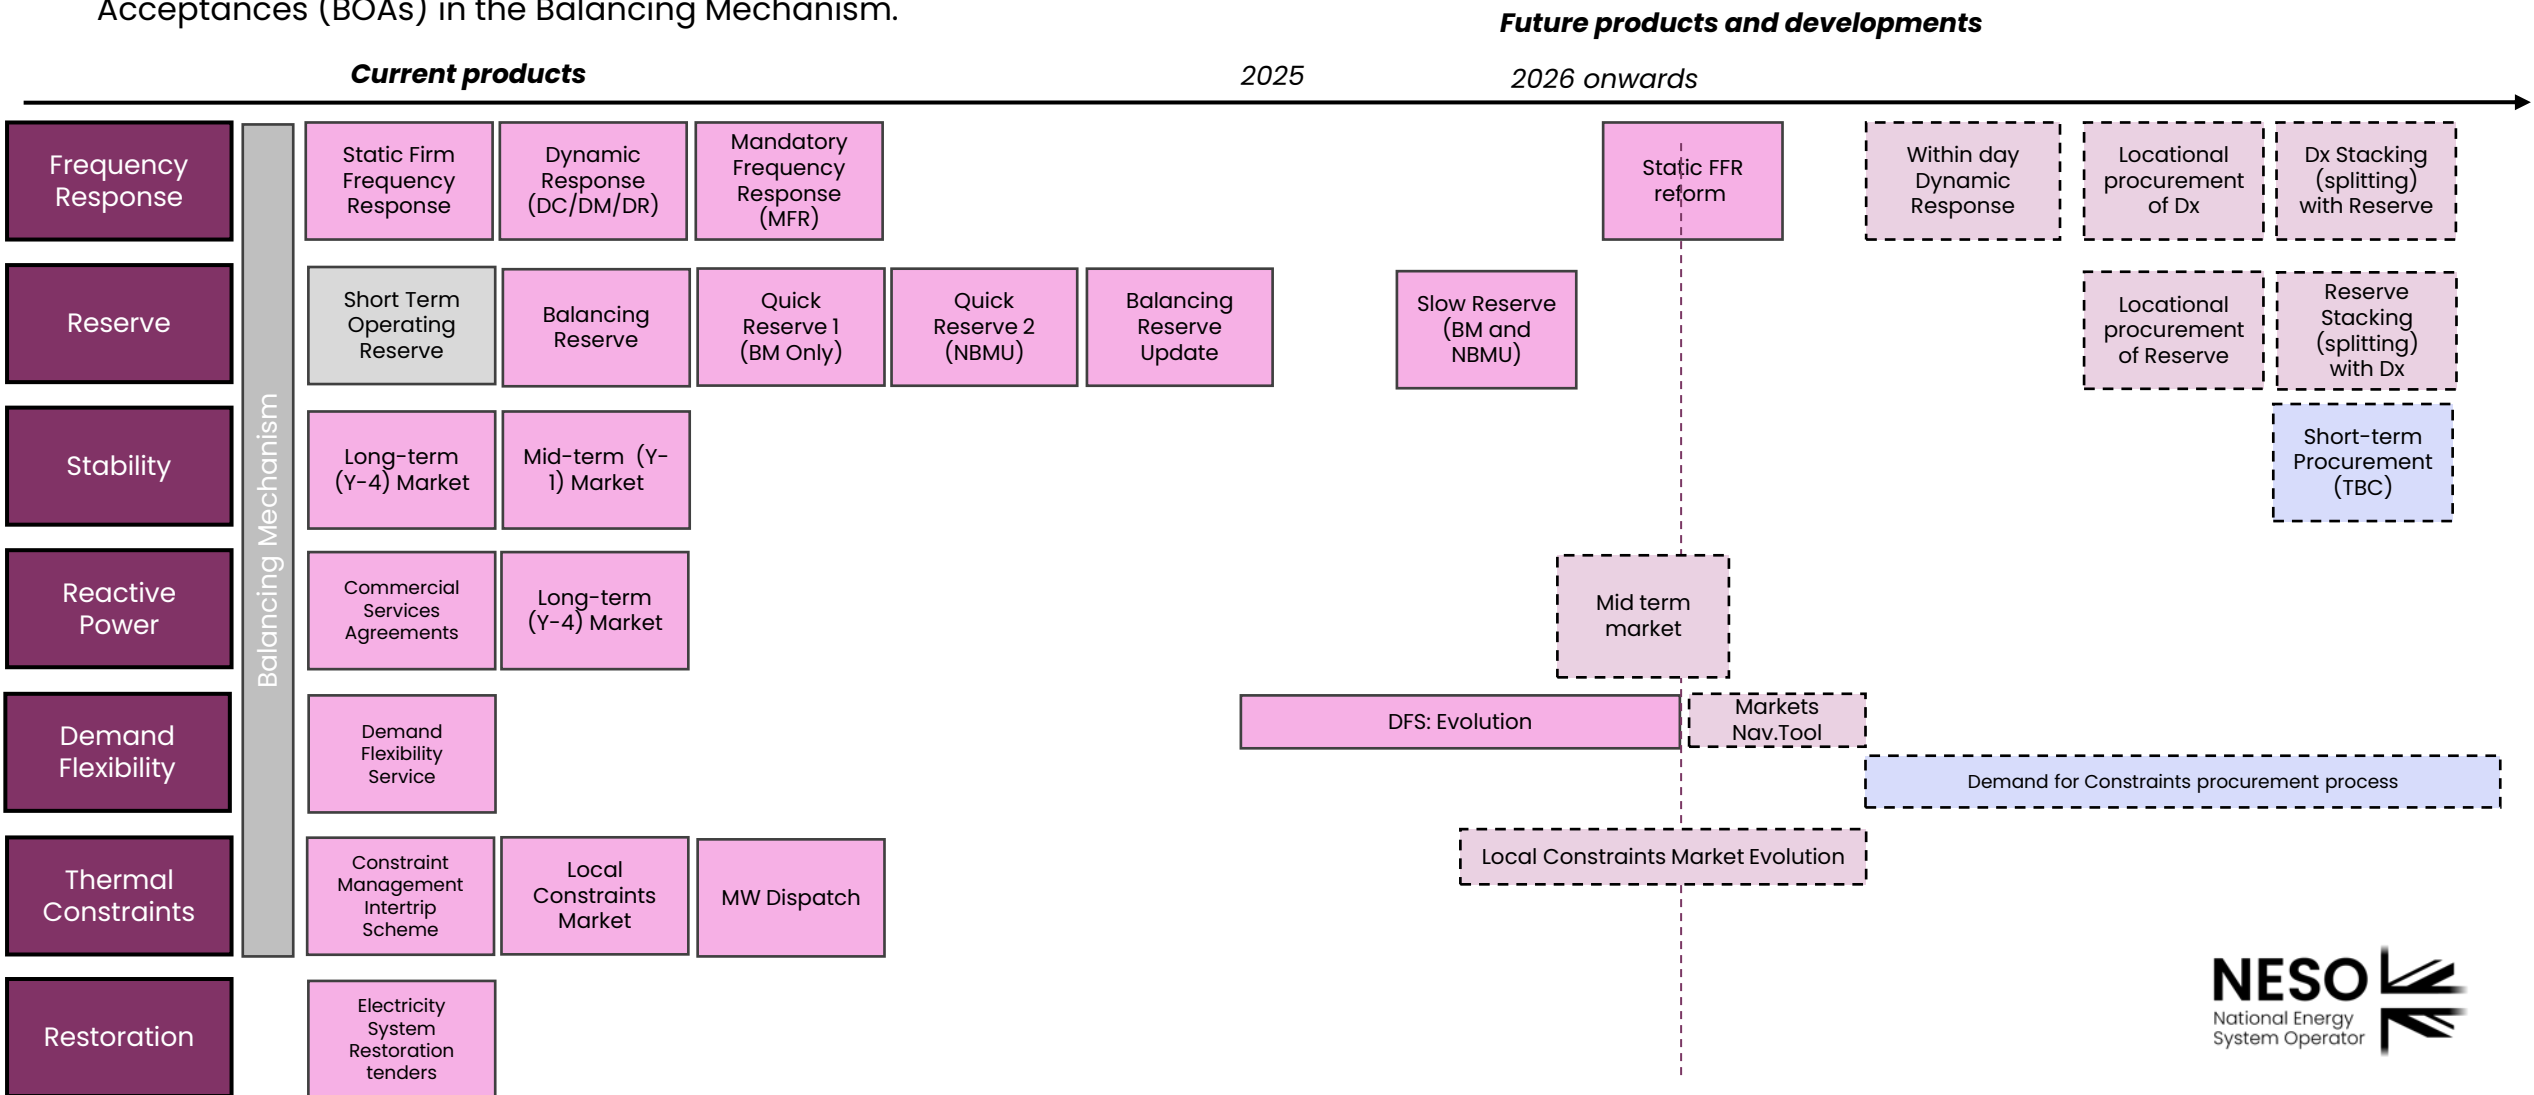 Acceptances (BOAs) in the Balancing Mechanism.
Future products and developments
Current products
2025
2026 onwards
Frequency
Response
Balancing Mechanism
Static Firm
Frequency
Response
Dynamic
Response
(DC/DM/DR)
Mandatory
Frequency
Response
(MFR)
Static FFR
reform
Within day
Dynamic
Response
Locational
procurement
of Dx
Dx Stacking
(splitting)
with Reserve
Reserve
Short Term
Operating
Reserve
Balancing
Reserve
Quick
Reserve 1
(BM Only)
Quick
Reserve 2
(NBMU)
Balancing
Reserve
Update
Slow Reserve
(BM and
NBMU)
Locational
procurement
of Reserve
Reserve
Stacking
(splitting)
with Dx
Stability
Long-term
(Y-4) Market
Mid-term (Y-
1) Market
Short-term
Procurement
(TBC)
Reactive
Power
Commercial
Services
Agreements
Long-term
(Y-4) Market
Mid term
market
Demand
Flexibility
Demand
Flexibility
Service
DFS: Evolution
Markets
Nav.Tool
Demand for Constraints procurement process
Thermal
Constraints
Constraint
Management
Intertrip
Scheme
Local
Constraints
Market
MW Dispatch
Local Constraints Market Evolution
Restoration
Electricity
System
Restoration
tenders
NESO
National Energy
System Operator